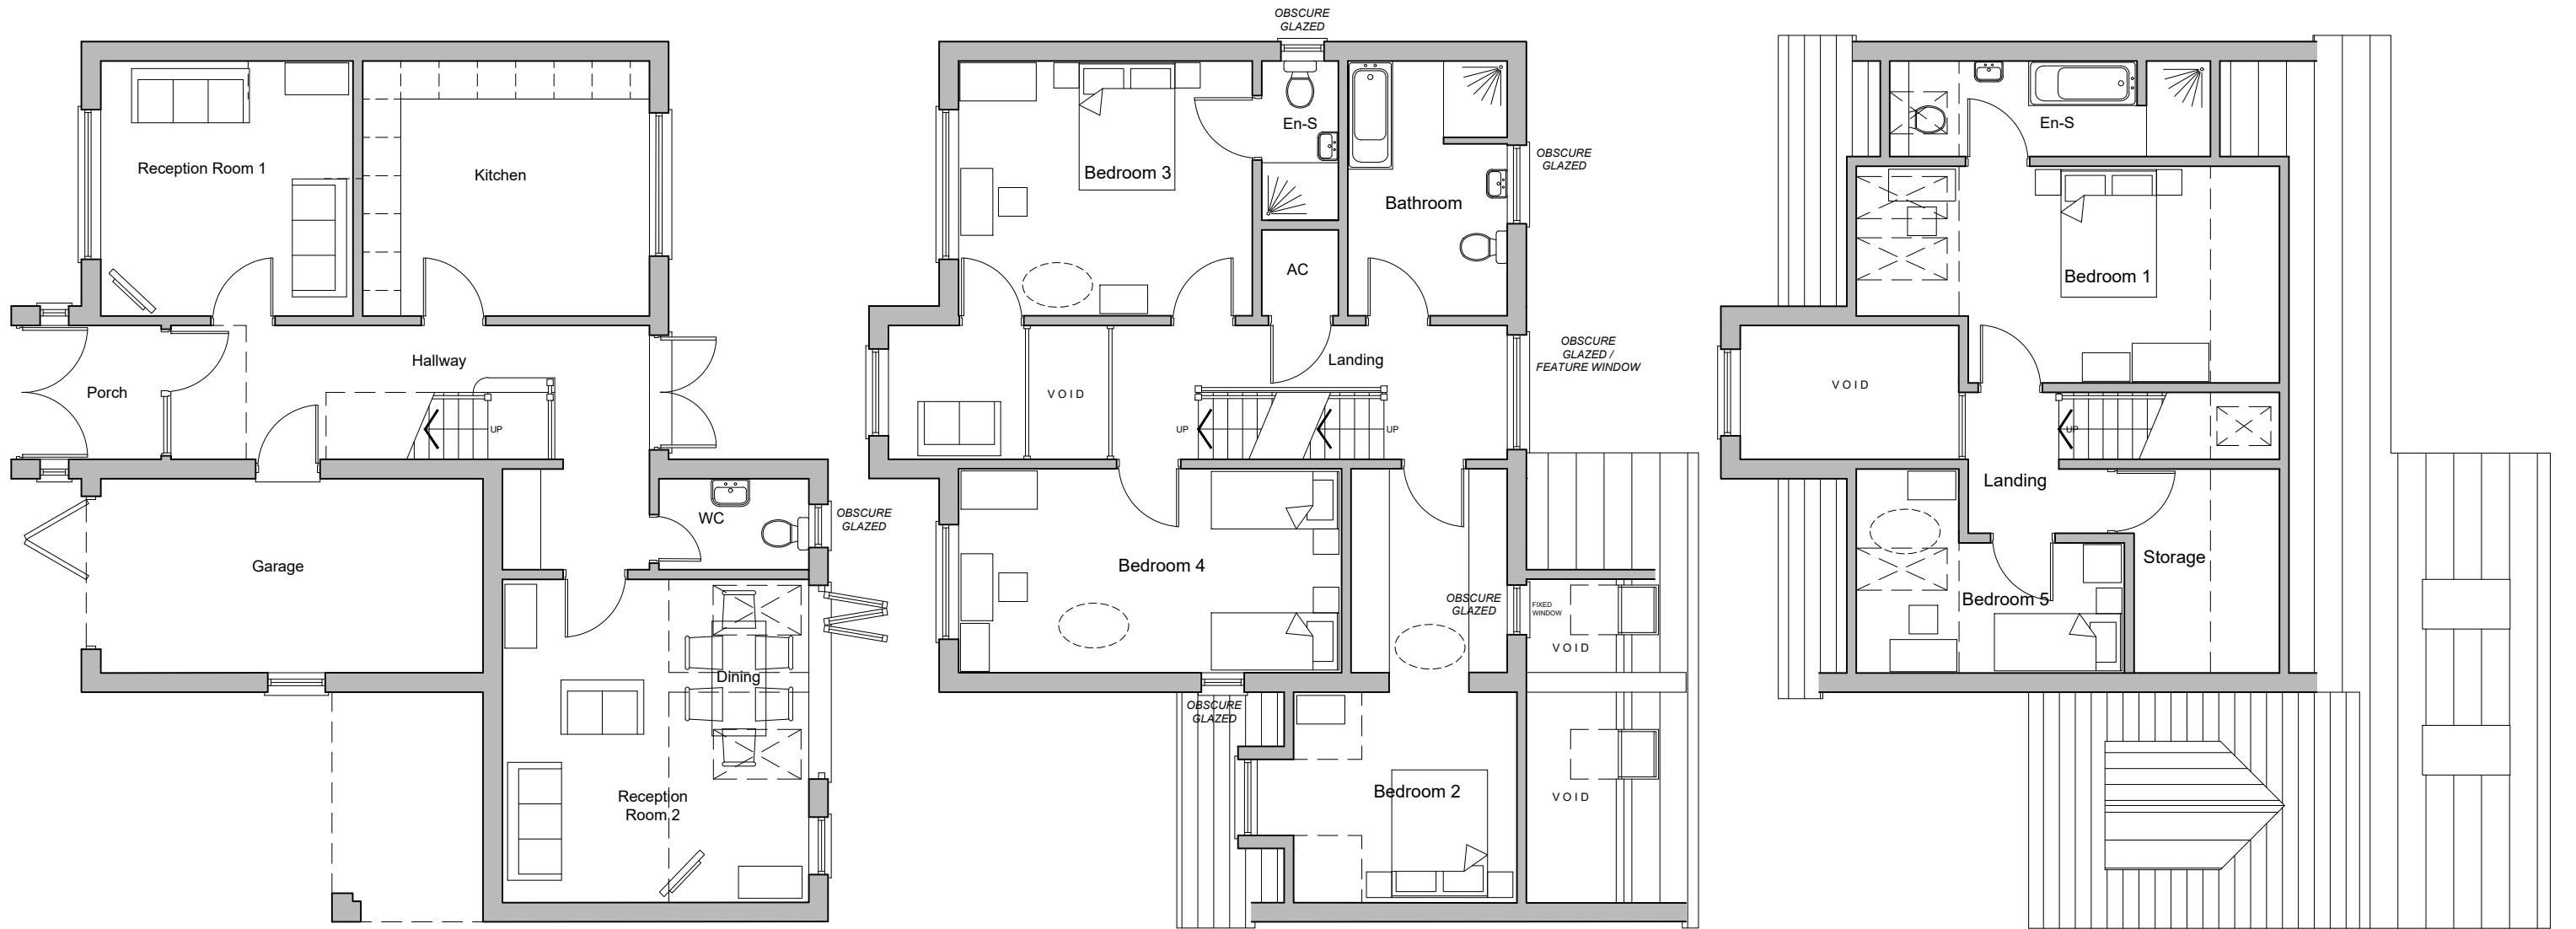 Reception Room 1
Kitchen
Hallway
Porch
UP
WC
OBSCURE
GLAZED
Garage
Dining
Reception
Room 2
OBSCURE
GLAZED
En-S
Bedroom 3
OBSCURE
GLAZED
Bathroom
AC
Landing
OBSCURE
GLAZED /
FEATURE WINDOW
VOID
UP
UP
Bedroom 4
OBSCURE
GLAZED
FIXED
WINDOW
VOID
OBSCURE
GLAZED
Bedroom 2
VOID
En-S
Bedroom 1
VOID
UP
Landing
Storage
Bedroom 5